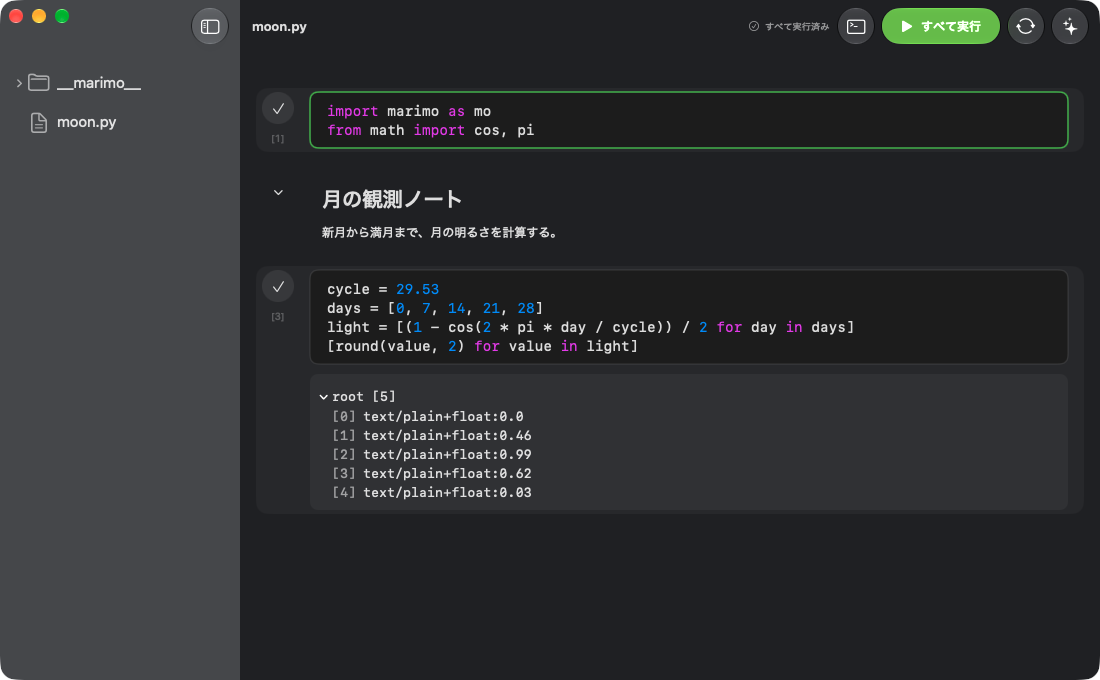 moon.py
すべて実行済み
すべて実行
__marimo__
moon.py
[1]
import marimo as mo
from math import cos, pi
月の観測ノート
新月から満月まで、月の明るさを計算する。
[3]
cycle = 29.53
days = [0, 7, 14, 21, 28]
light = [(1 - cos(2 * pi * day / cycle)) / 2 for day in days]
[round(value, 2) for value in light]
root [5]
[0] text/plain+float:0.0
[1] text/plain+float:0.46
[2] text/plain+float:0.99
[3] text/plain+float:0.62
[4] text/plain+float:0.03